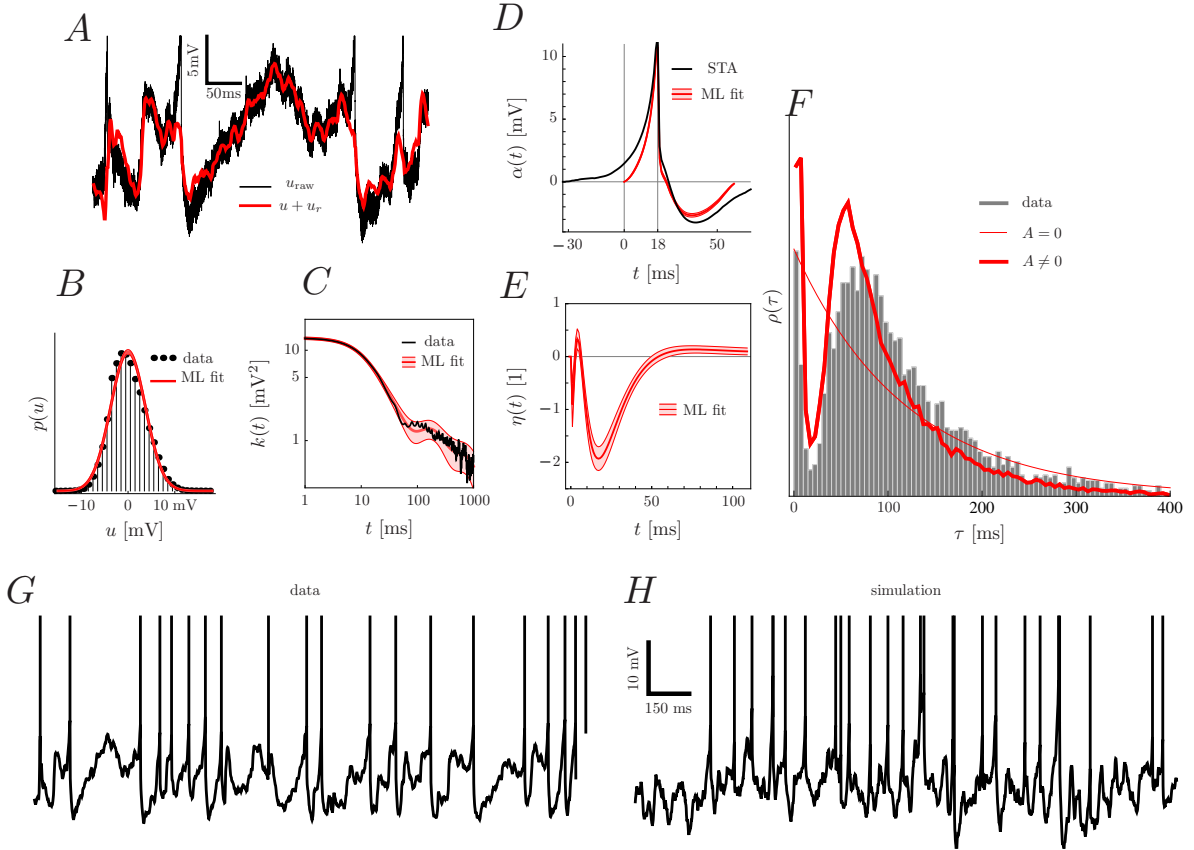 A
5 mV
50ms
u_raw
u + u_r
B
p(u)
data
ML fit
−10
0
10 mV
u [mV]
C
k(t) [mV²]
10
5
1
data
ML fit
1
10
100
1000
t [ms]
D
α(t) [mV]
10
5
0
STA
ML fit
−30
0
18
50
t [ms]
E
η(t) [1]
1
0
−1
−2
ML fit
0
50
100
t [ms]
F
ρ(τ)
data
A = 0
A ≠ 0
0
100
200
300
400
τ [ms]
G
data
H
simulation
10 mV
150 ms